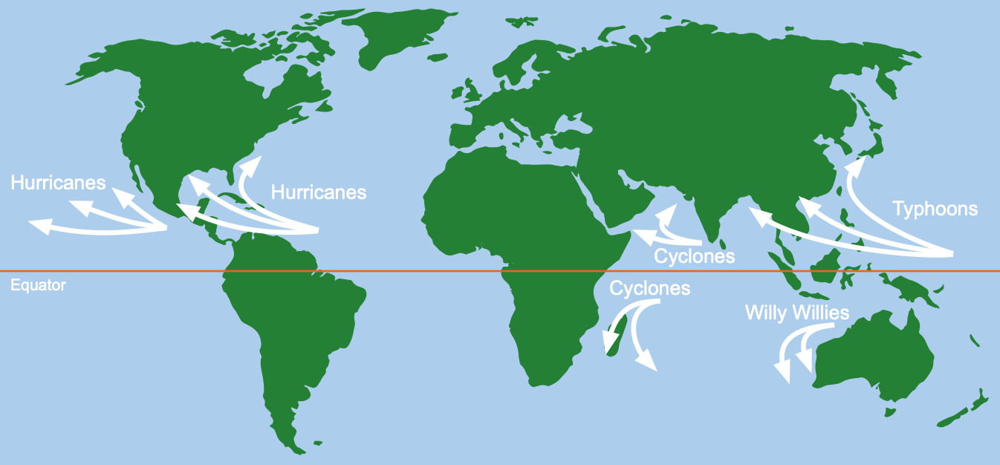 Hurricanes
Hurricanes
Typhoons
Cyclones
Equator
Cyclones
Willy Willies